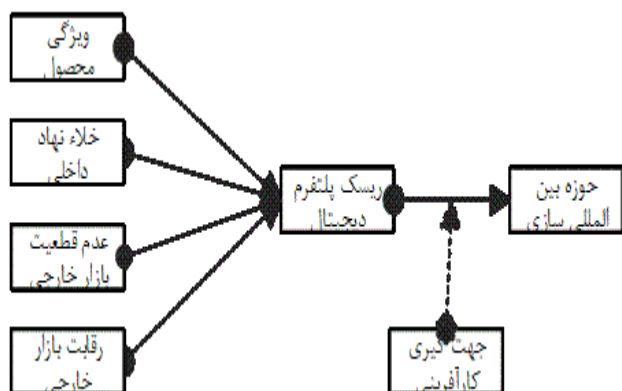 ویژگی
محصول
خلاء نهاد
داخلی
عدم قطعیت
بازار خارجی
رقابت بازار
خارجی
ریسک پلتفرم
دیجیتال
حوزه بین
المللی سازی
جهت گیری
کارآفرینی